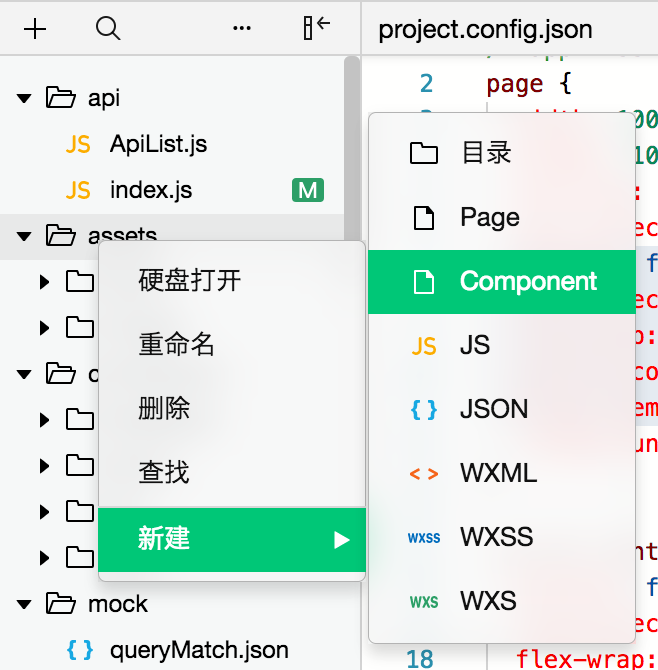 project.config.json
api
JS ApiList.js
JS index.js M
assets
硬盘打开
重命名
删除
查找
新建
mock
{ } queryMatch.json
目录
Page
Component
JS JS
{ } JSON
< > WXML
WXSS WXSS
WXS WXS
2 page {
18 flex-wrap: